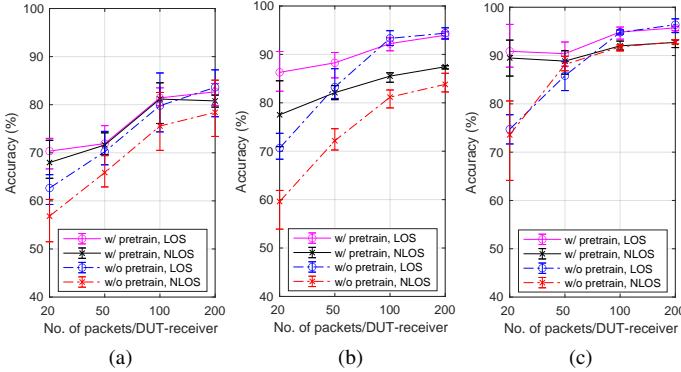 100
90
80
70
60
50
40
Accuracy (%)
w/ pretrain, LOS
w/ pretrain, NLOS
w/o pretrain, LOS
w/o pretrain, NLOS
20 50 100 200
No. of packets/DUT-receiver
(a)
100
90
80
70
60
50
40
Accuracy (%)
w/ pretrain, LOS
w/ pretrain, NLOS
w/o pretrain, LOS
w/o pretrain, NLOS
20 50 100 200
No. of packets/DUT-receiver
(b)
100
90
80
70
60
50
40
Accuracy (%)
w/ pretrain, LOS
w/ pretrain, NLOS
w/o pretrain, LOS
w/o pretrain, NLOS
20 50 100 200
No. of packets/DUT-receiver
(c)